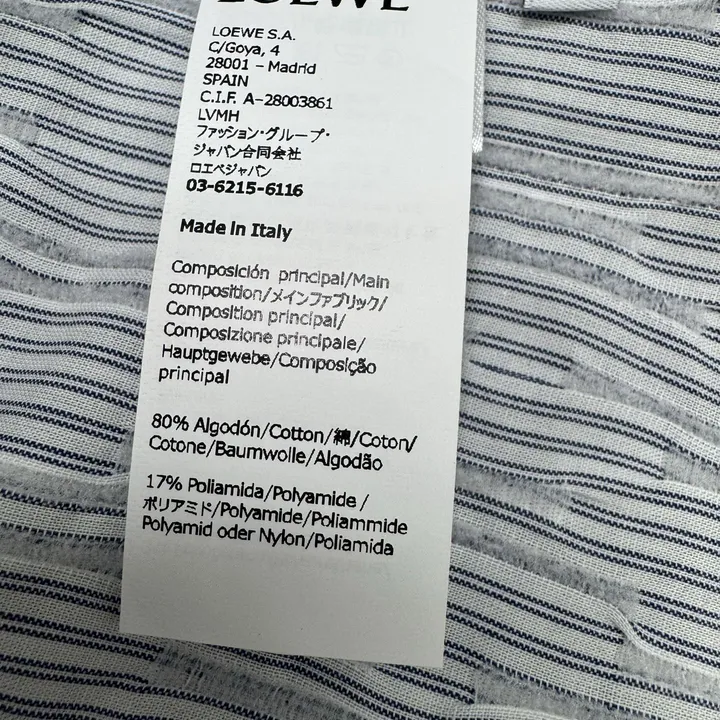 LOEWE
LOEWE S.A.
C/Goya, 4
28001 - Madrid
SPAIN
C.I.F. A-28003861
LVMH
ファッション・グループ・
ジャパン合同会社
ロエベジャパン
03-6215-6116
Made in Italy
Composición principal/Main
composition/メインファブリック/
Composition principal/
Composizione principale/
Hauptgewebe/Composição
principal
80% Algodón/Cotton/綿/Coton/
Cotone/Baumwolle/Algodão
17% Poliamida/Polyamide/
ポリアミド/Polyamide/Poliammide
Polyamid oder Nylon/Poliamida